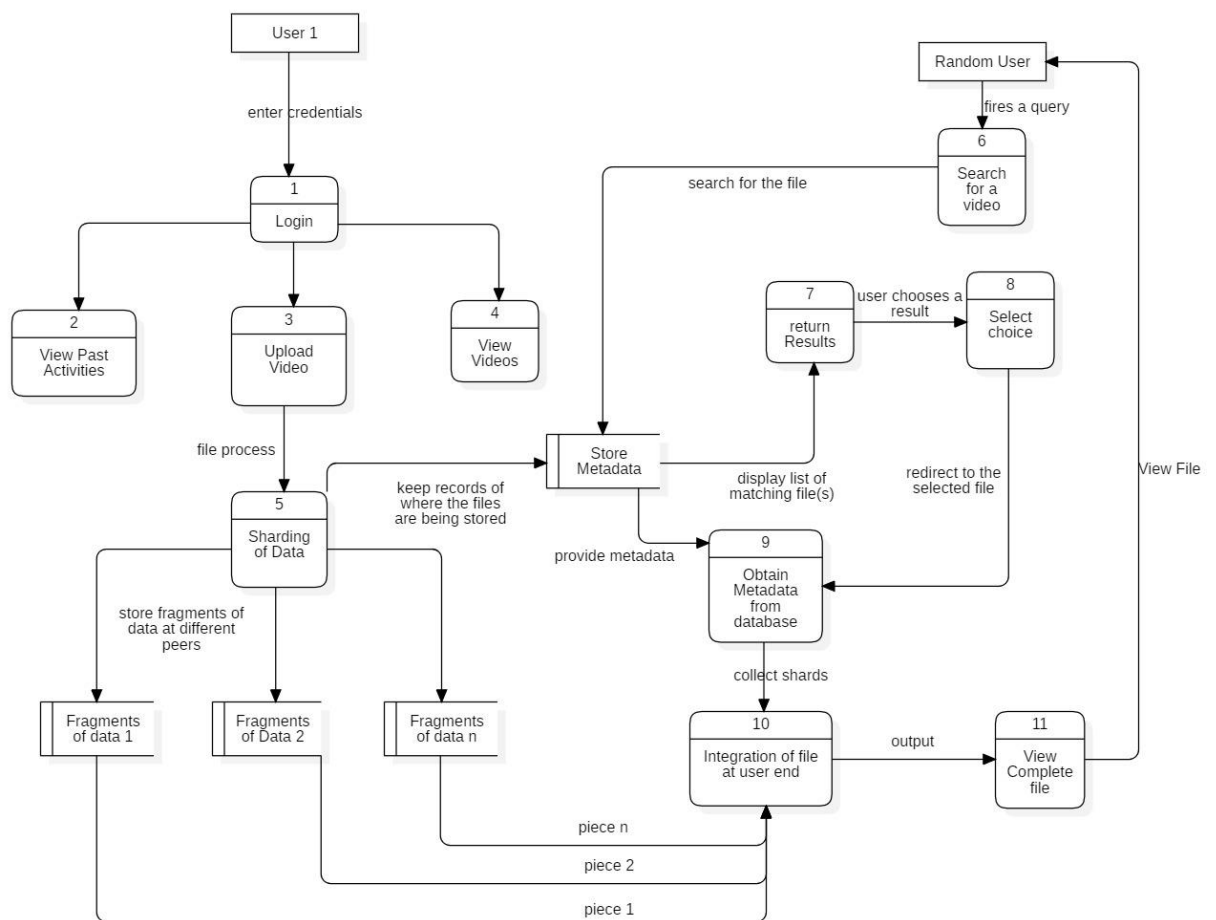 User 1
Random User
enter credentials
fires a query
6
Search
for a
video
search for the file
1
Login
2
View Past
Activities
3
Upload
Video
4
View
Videos
7
return
Results
user chooses a
result
8
Select
choice
file process
Store
Metadata
keep records of
where the files
are being stored
display list of
matching file(s)
redirect to the
selected file
View File
5
Sharding
of Data
provide metadata
9
Obtain
Metadata
from
database
store fragments of
data at different
peers
collect shards
Fragments
of data 1
Fragments
of Data 2
Fragments
of data n
10
Integration of file
at user end
output
11
View
Complete
file
piece n
piece 2
piece 1